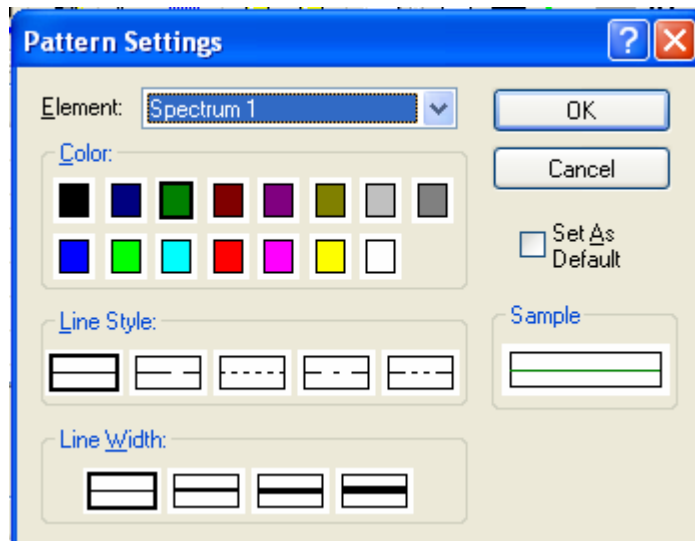 Pattern Settings
Element: Spectrum 1
OK
Color:
Cancel
Set As
Default
Line Style:
Sample
Line Width: